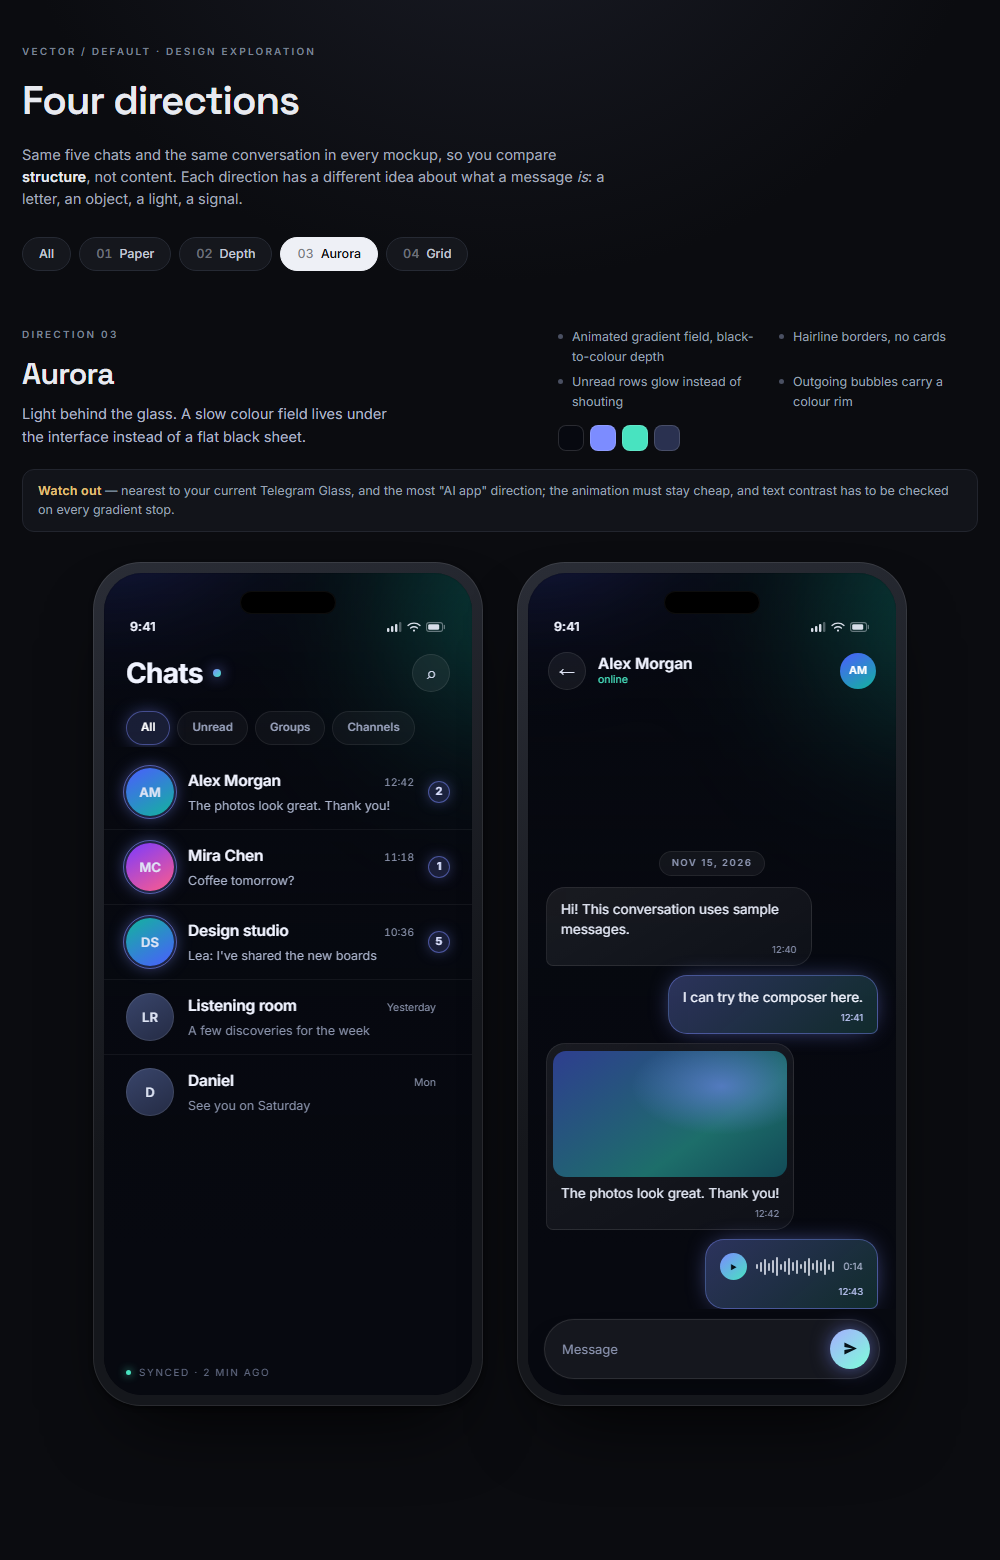 VECTOR / DEFAULT · DESIGN EXPLORATION
Four directions
Same five chats and the same conversation in every mockup, so you compare
structure, not content. Each direction has a different idea about what a message is: a
letter, an object, a light, a signal.
All
01 Paper
02 Depth
03 Aurora
04 Grid
DIRECTION 03
Aurora
Light behind the glass. A slow colour field lives under
the interface instead of a flat black sheet.
Animated gradient field, black-
to-colour depth
Hairline borders, no cards
Unread rows glow instead of
shouting
Outgoing bubbles carry a
colour rim
Watch out — nearest to your current Telegram Glass, and the most "AI app" direction; the animation must stay cheap, and text contrast has to be checked
on every gradient stop.
9:41
Chats
All
Unread
Groups
Channels
AM
Alex Morgan
12:42
The photos look great. Thank you!
2
MC
Mira Chen
11:18
Coffee tomorrow?
1
DS
Design studio
10:36
Lea: I've shared the new boards
5
LR
Listening room
Yesterday
A few discoveries for the week
D
Daniel
Mon
See you on Saturday
SYNCED · 2 MIN AGO
9:41
Alex Morgan
online
AM
NOV 15, 2026
Hi! This conversation uses sample
messages.
12:40
I can try the composer here.
12:41
The photos look great. Thank you!
12:42
0:14
12:43
Message